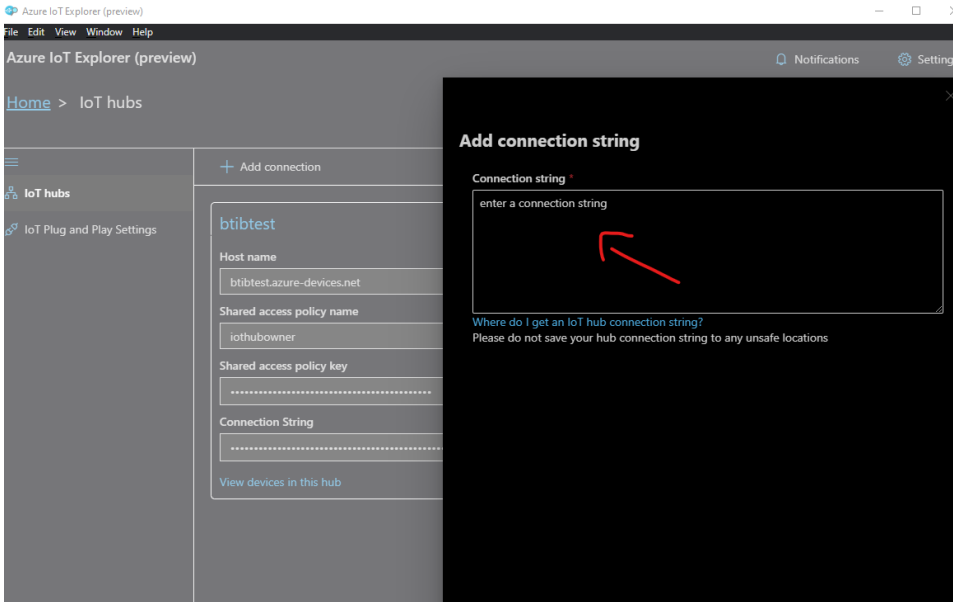 Azure IoT Explorer (preview)
File Edit View Window Help
Azure IoT Explorer (preview)
Notifications
Setting
Home > IoT hubs
Add connection string
+ Add connection
Connection string *
enter a connection string
IoT hubs
btibtest
IoT Plug and Play Settings
Host name
btibtest.azure-devices.net
Shared access policy name
iothubowner
Where do I get an IoT hub connection string?
Please do not save your hub connection string to any unsafe locations
Shared access policy key
Connection String
View devices in this hub